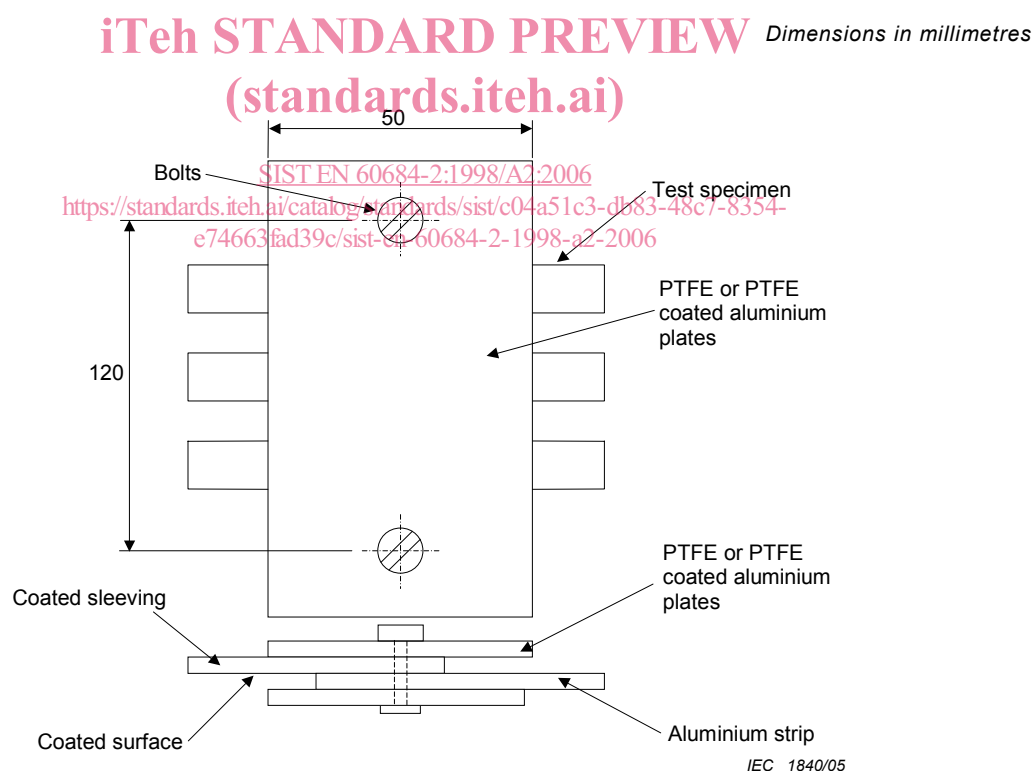 iTeh STANDARD PREVIEW
Dimensions in millimetres
(standards.iteh.ai)
50
SIST EN 60684-2:1998/A2:2006
Bolts
Test specimen
https://standards.iteh.ai/catalog/standards/sist/c04a51c3-db83-48c7-8354-
e74663fad39c/sist-en-60684-2-1998-a2-2006
PTFE or PTFE
coated aluminium
plates
120
PTFE or PTFE
coated aluminium
plates
Coated sleeving
Coated surface
Aluminium strip
IEC 1840/05